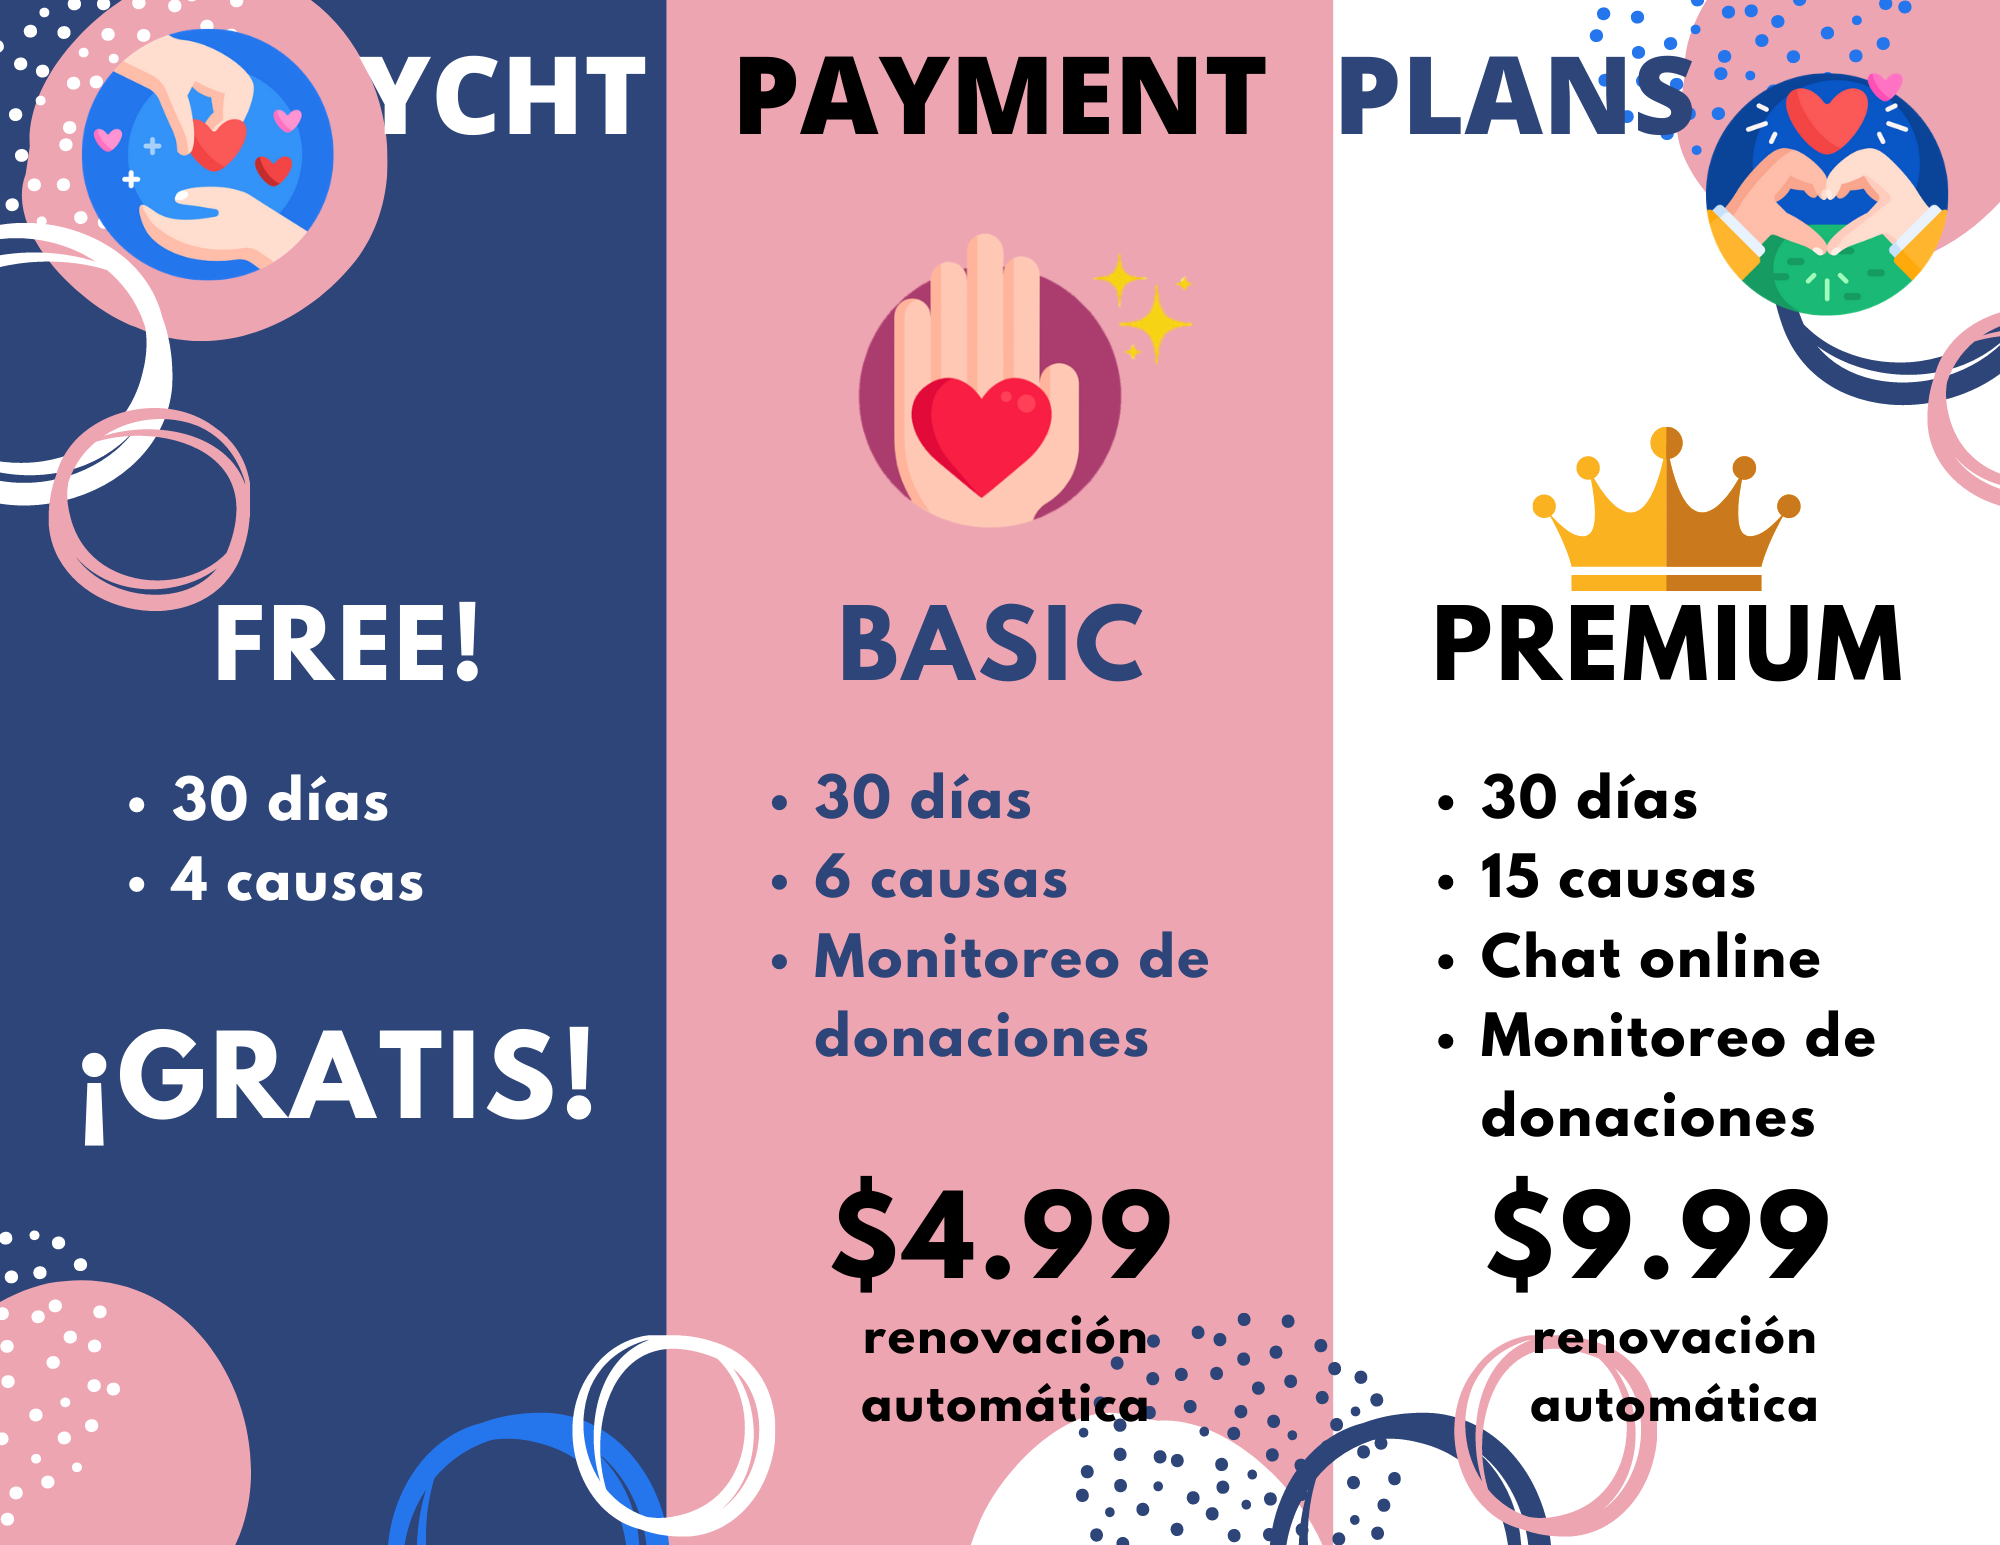 YCHT PAYMENT PLANS
FREE!
• 30 días
• 4 causas
¡GRATIS!
BASIC
• 30 días
• 6 causas
• Monitoreo de
donaciones
$4.99
renovación
automática
PREMIUM
• 30 días
• 15 causas
• Chat online
• Monitoreo de
donaciones
$9.99
renovación
automática